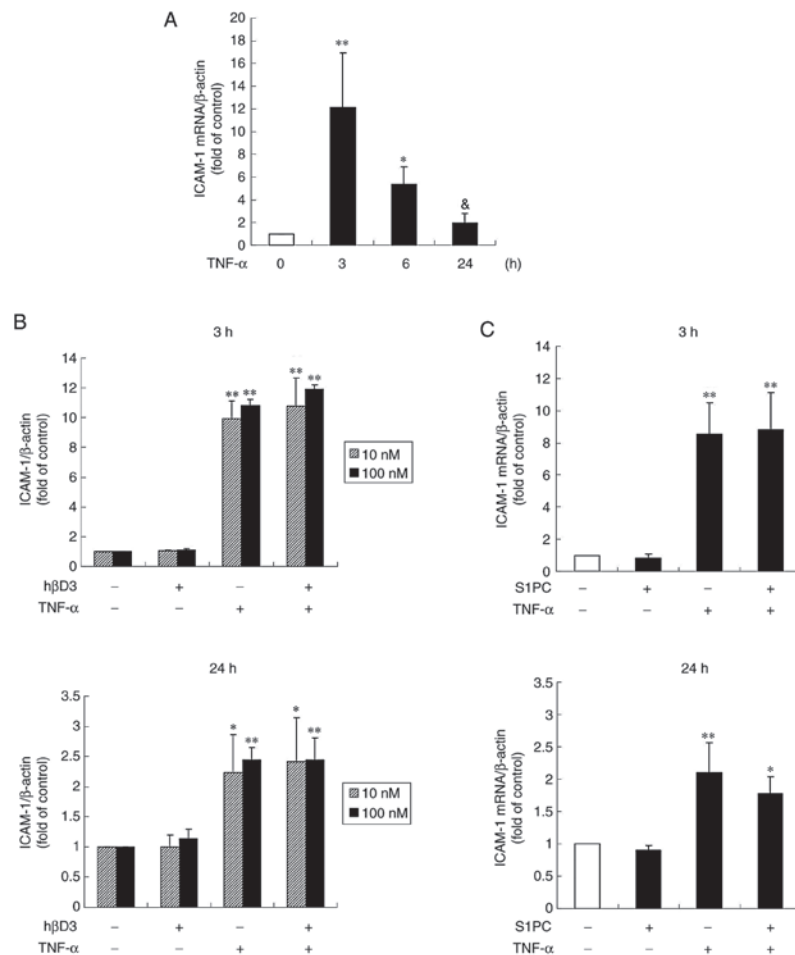 A
ICAM-1 mRNA/β-actin
(fold of control)
20
18
16
14
12
10
8
6
4
2
0
**
*
&
TNF-α 0 3 6 24 (h)
B
3 h
ICAM-1/β-actin
(fold of control)
14
12
10
8
6
4
2
0
** ** ** **
10 nM
100 nM
hβD3 – + – +
TNF-α – – + +
24 h
ICAM-1/β-actin
(fold of control)
3.5
3
2.5
2
1.5
1
0.5
0
* ** * **
10 nM
100 nM
hβD3 – + – +
TNF-α – – + +
C
3 h
ICAM-1 mRNA/β-actin
(fold of control)
14
12
10
8
6
4
2
0
** **
S1PC – + – +
TNF-α – – + +
24 h
ICAM-1 mRNA/β-actin
(fold of control)
3.5
3
2.5
2
1.5
1
0.5
0
** *
S1PC – + – +
TNF-α – – + +